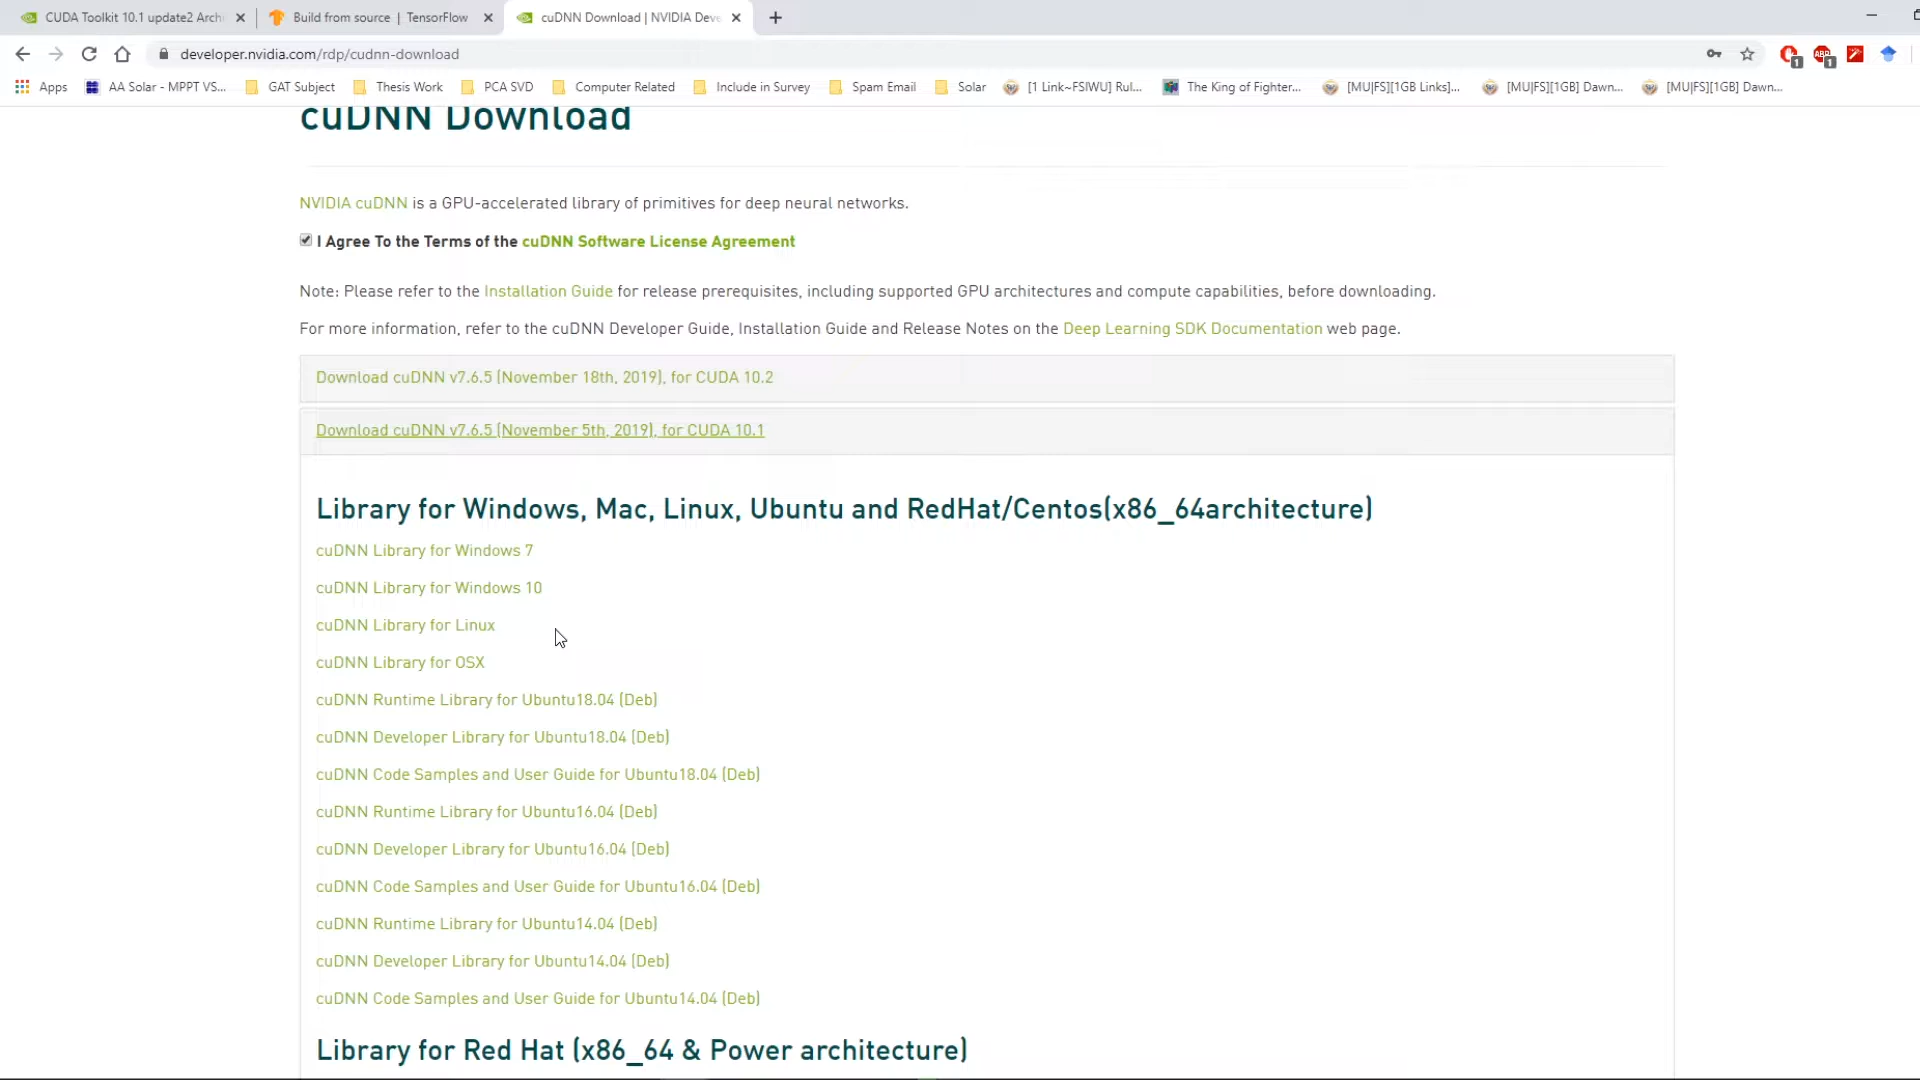 CUDA Toolkit 10.1 update2 Archi
Build from source | TensorFlow
cuDNN Download | NVIDIA Deve
developer.nvidia.com/rdp/cudnn-download
1
ABP
1
Apps
AA Solar - MPPT VS...
GAT Subject
Thesis Work
PCA SVD
Computer Related
Include in Survey
Spam Email
Solar
[1 Link~FSIWU] Rul...
The King of Fighter...
[MU|FS][1GB Links]...
[MU|FS][1GB] Dawn...
[MU|FS][1GB] Dawn...
cuDNN Download
NVIDIA cuDNN is a GPU-accelerated library of primitives for deep neural networks.
I Agree To the Terms of the cuDNN Software License Agreement
Note: Please refer to the Installation Guide for release prerequisites, including supported GPU architectures and compute capabilities, before downloading.
For more information, refer to the cuDNN Developer Guide, Installation Guide and Release Notes on the Deep Learning SDK Documentation web page.
Download cuDNN v7.6.5 (November 18th, 2019), for CUDA 10.2
Download cuDNN v7.6.5 (November 5th, 2019), for CUDA 10.1
Library for Windows, Mac, Linux, Ubuntu and RedHat/Centos(x86_64architecture)
cuDNN Library for Windows 7
cuDNN Library for Windows 10
cuDNN Library for Linux
cuDNN Library for OSX
cuDNN Runtime Library for Ubuntu18.04 (Deb)
cuDNN Developer Library for Ubuntu18.04 (Deb)
cuDNN Code Samples and User Guide for Ubuntu18.04 (Deb)
cuDNN Runtime Library for Ubuntu16.04 (Deb)
cuDNN Developer Library for Ubuntu16.04 (Deb)
cuDNN Code Samples and User Guide for Ubuntu16.04 (Deb)
cuDNN Runtime Library for Ubuntu14.04 (Deb)
cuDNN Developer Library for Ubuntu14.04 (Deb)
cuDNN Code Samples and User Guide for Ubuntu14.04 (Deb)
Library for Red Hat (x86_64 & Power architecture)